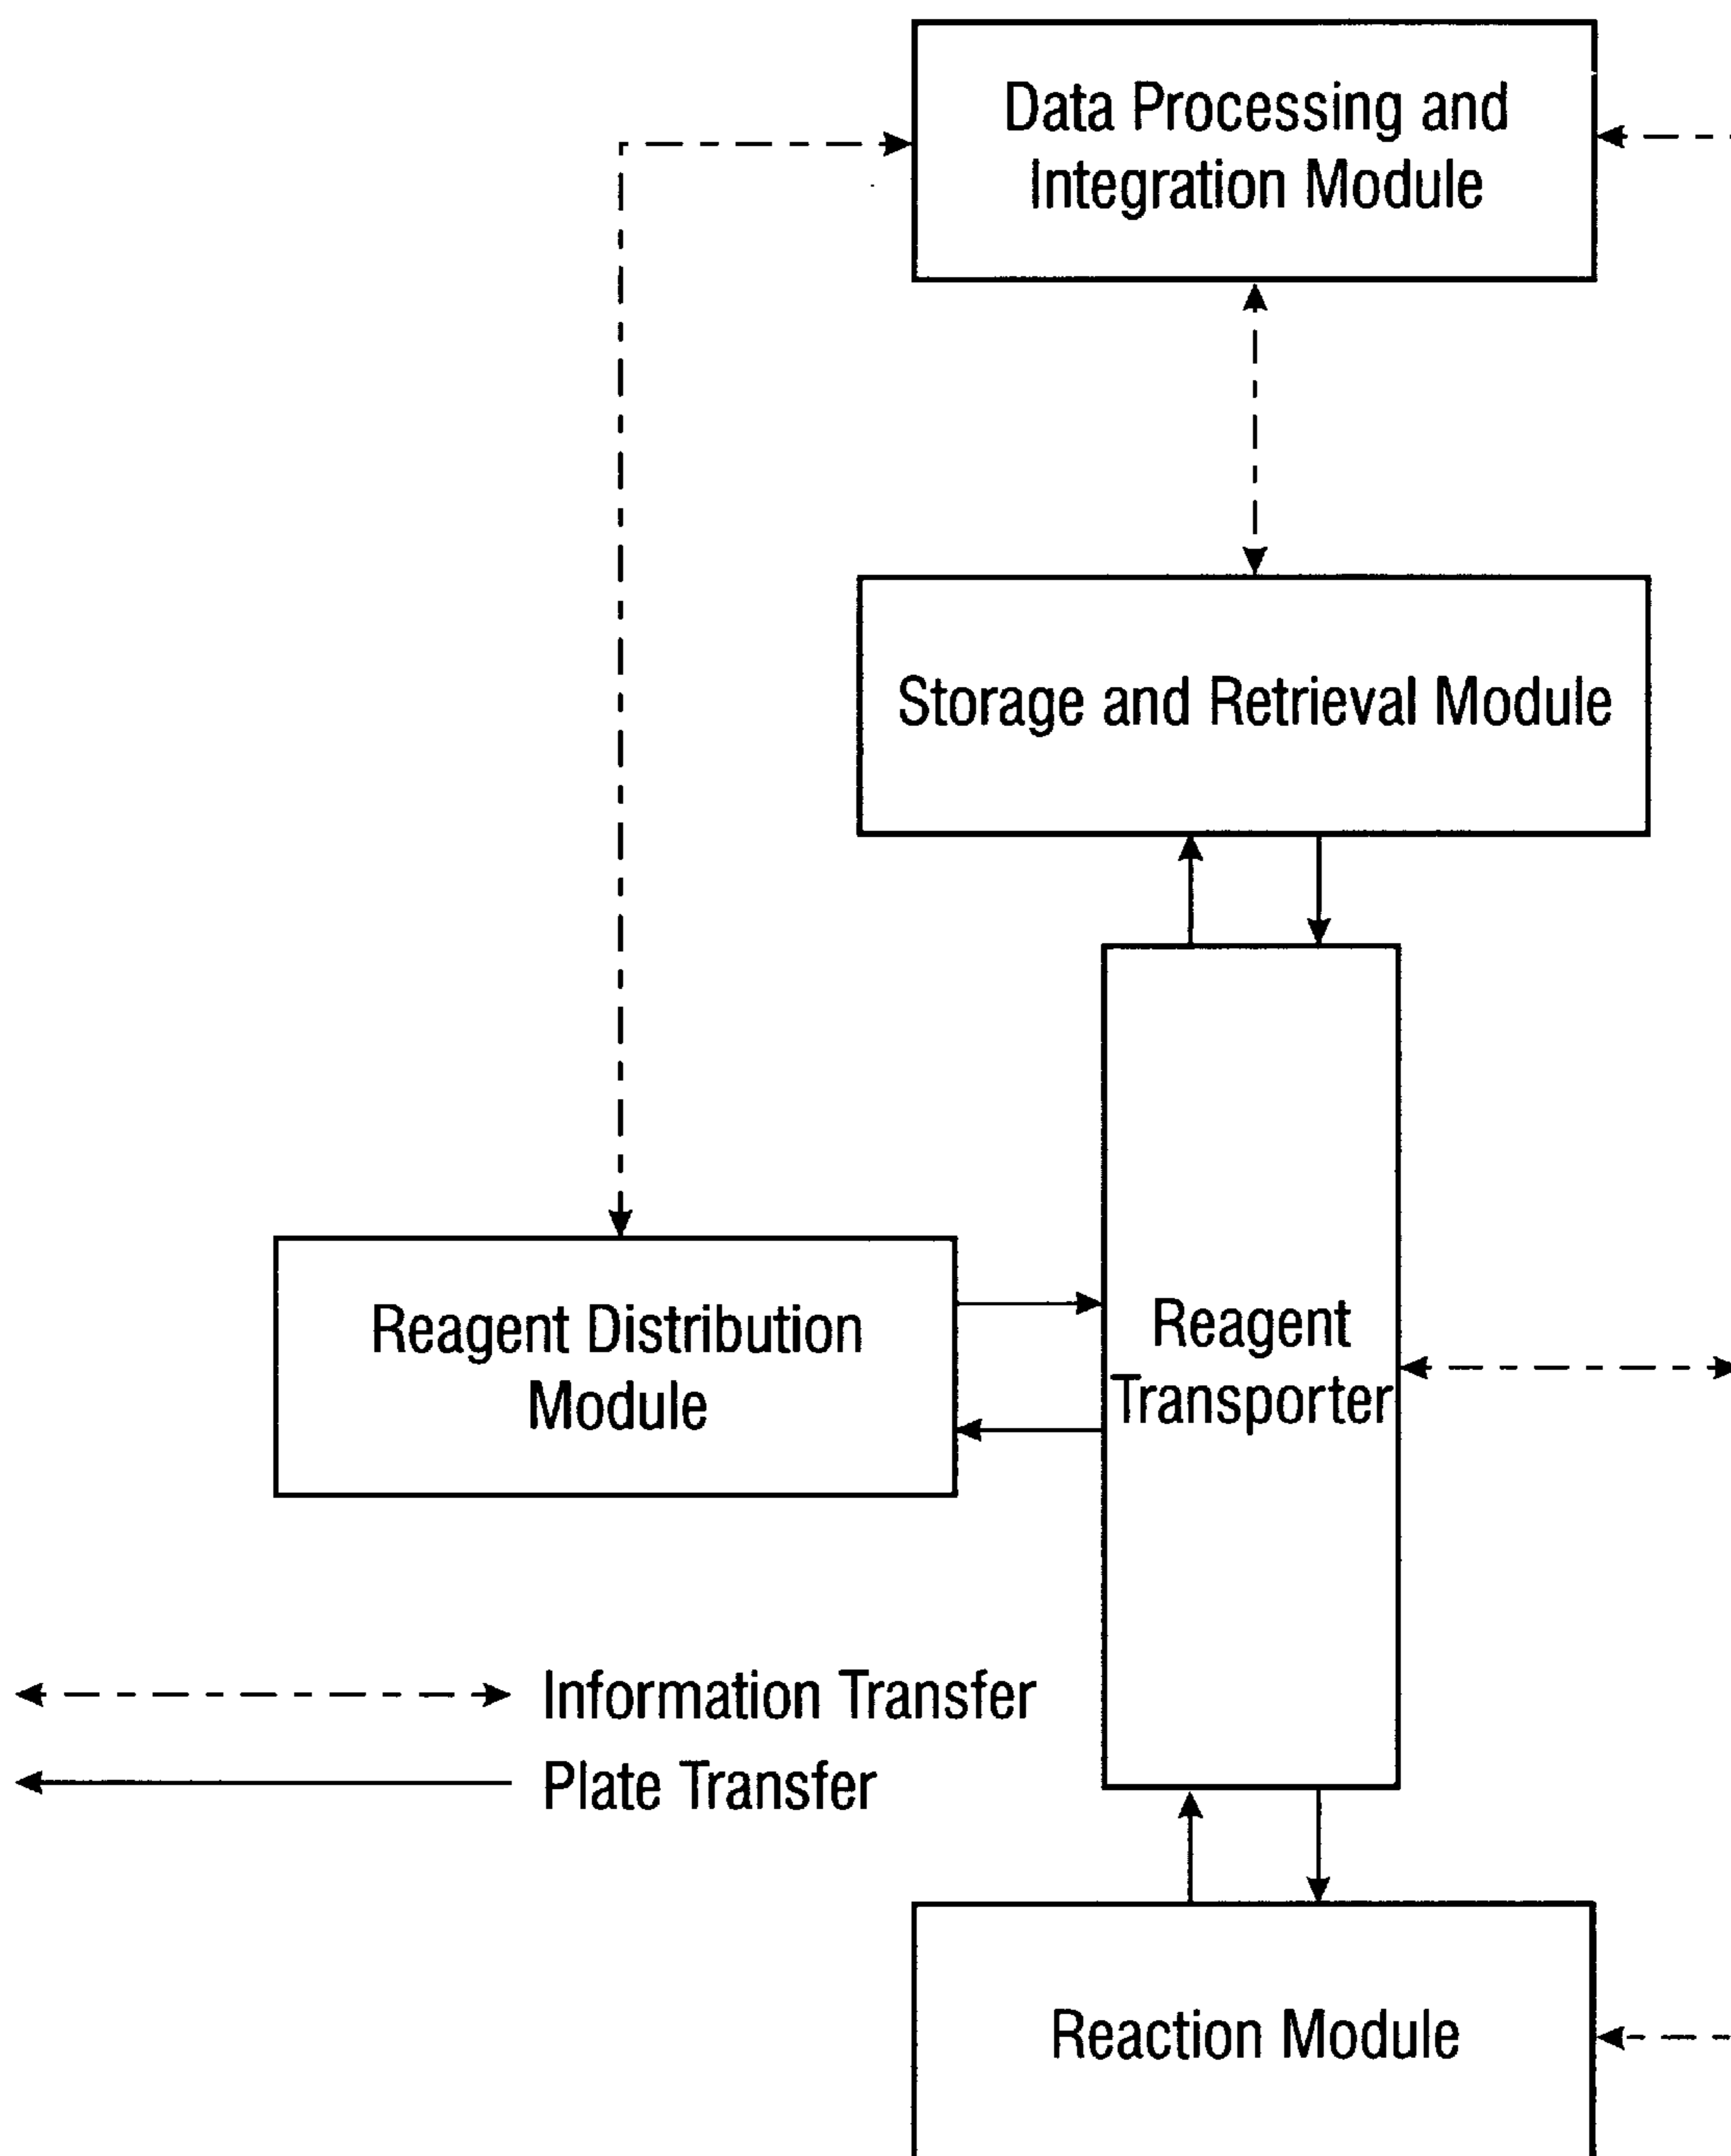 Data Processing and
Integration Module
Storage and Retrieval Module
Reagent Distribution
Module
Reagent
Transporter
Information Transfer
Plate Transfer
Reaction Module